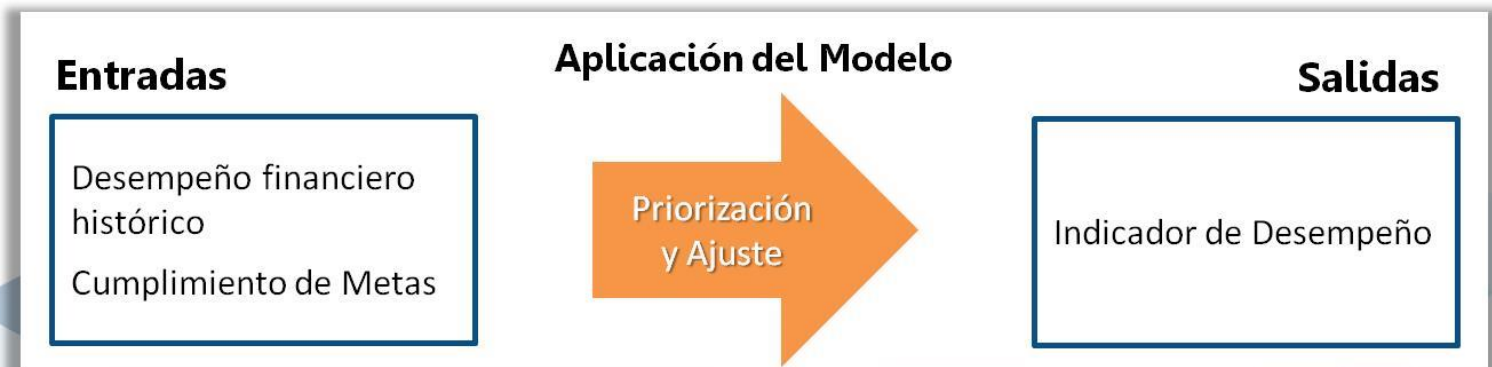 Entradas
Aplicación del Modelo
Salidas
Desempeño financiero
histórico
Cumplimiento de Metas
Priorización
y Ajuste
Indicador de Desempeño